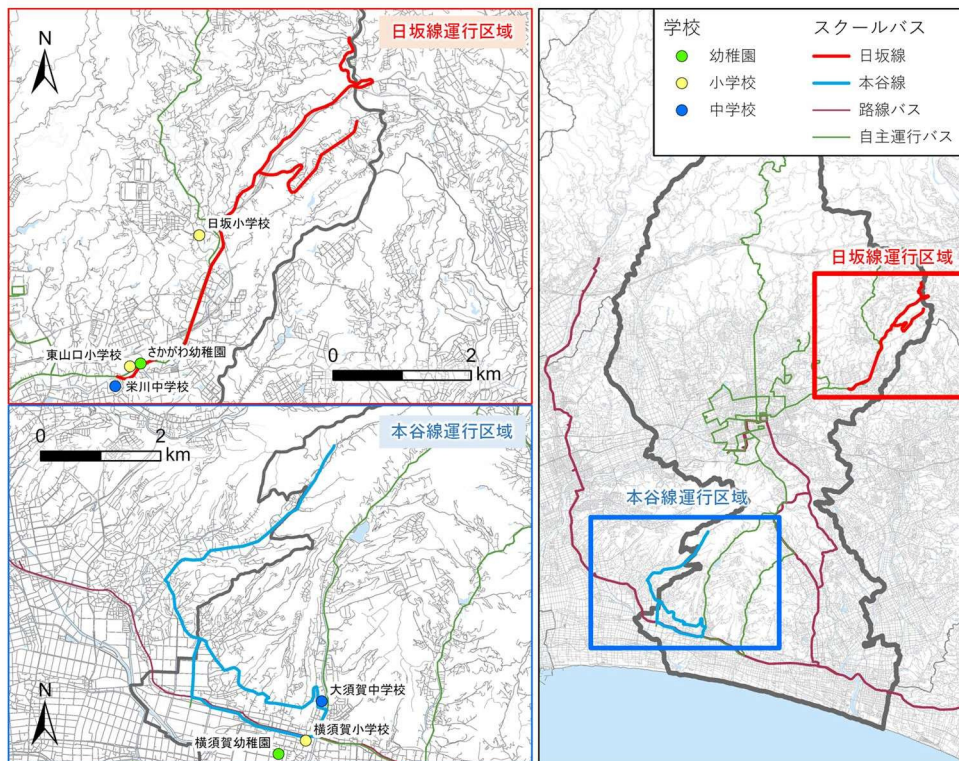 日坂線運行区域
N
日坂小学校
東山口小学校
さかがわ幼稚園
栄川中学校
0 2
km
本谷線運行区域
0 2
km
N
大須賀中学校
横須賀小学校
横須賀幼稚園
学校
幼稚園
小学校
中学校
スクールバス
日坂線
本谷線
路線バス
自主運行バス
日坂線運行区域
本谷線運行区域